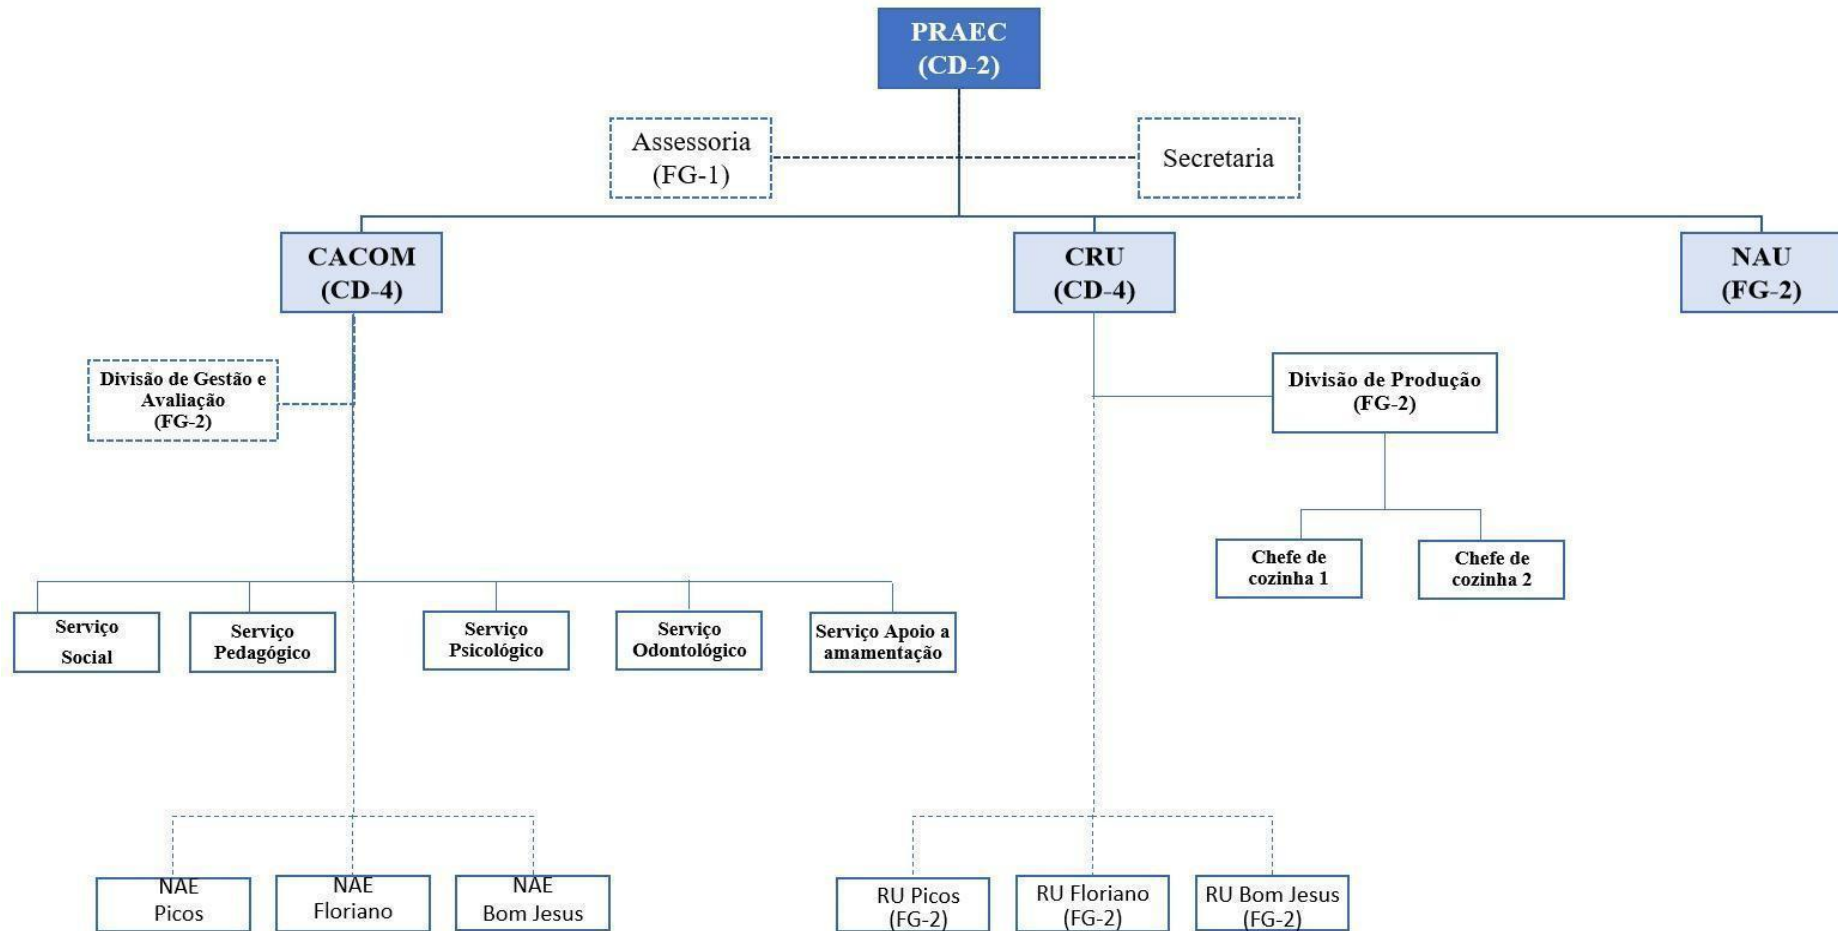 PRAEC
(CD-2)
Assessoria
(FG-1)
Secretaria
CACOM
(CD-4)
CRU
(CD-4)
NAU
(FG-2)
Divisão de Gestão e
Avaliação
(FG-2)
Divisão de Produção
(FG-2)
Chefe de
cozinha 1
Chefe de
cozinha 2
Serviço
Social
Serviço
Pedagógico
Serviço
Psicológico
Serviço
Odontológico
Serviço Apoio a
amamentação
NAE
Picos
NAE
Floriano
NAE
Bom Jesus
RU Picos
(FG-2)
RU Floriano
(FG-2)
RU Bom Jesus
(FG-2)